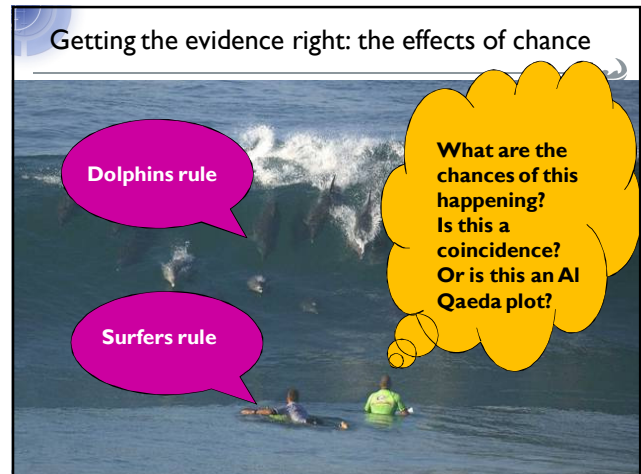 Getting the evidence right: the effects of chance
Dolphins rule
What are the
chances of this
happening?
Is this a
coincidence?
Or is this an Al
Qaeda plot?
Surfers rule